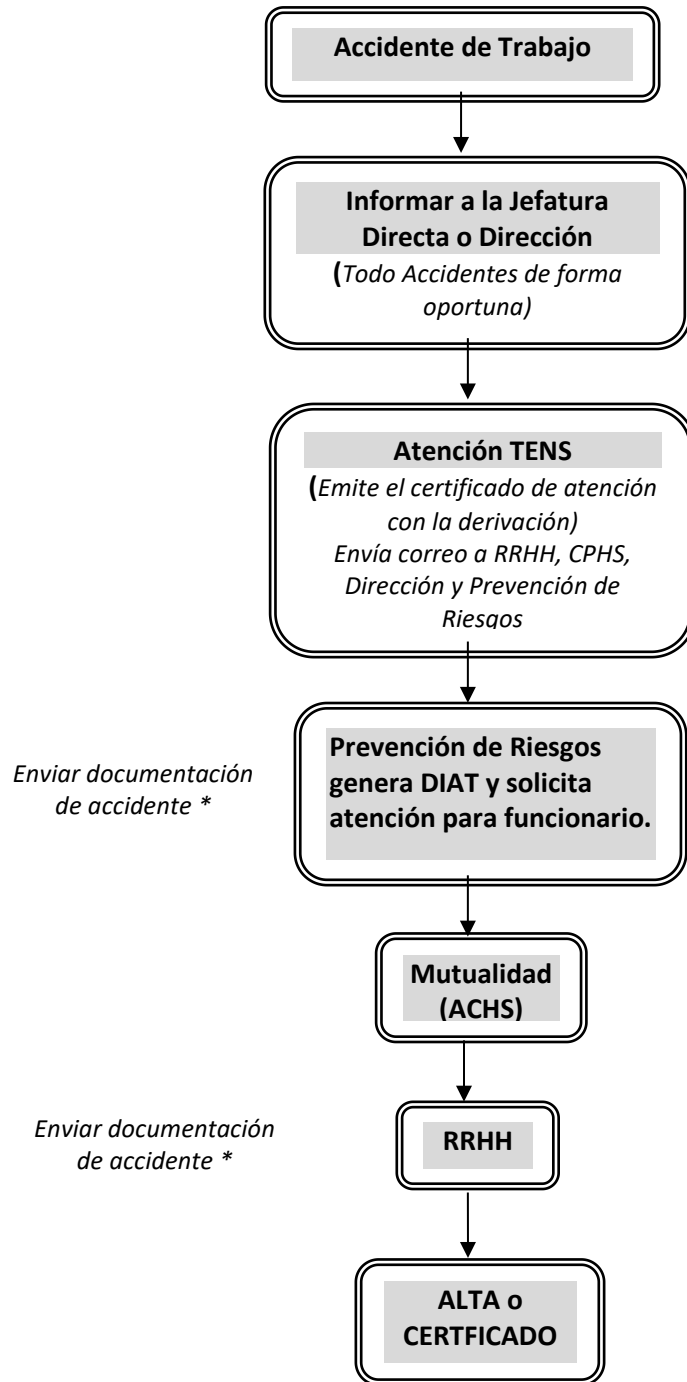 Accidente de Trabajo
Informar a la Jefatura
Directa o Dirección
(Todo Accidentes de forma
oportuna)
Atención TENS
(Emite el certificado de atención
con la derivación)
Envía correo a RRHH, CPHS,
Dirección y Prevención de
Riesgos
Enviar documentación
de accidente *
Prevención de Riesgos
genera DIAT y solicita
atención para funcionario.
Mutualidad
(ACHS)
Enviar documentación
de accidente *
RRHH
ALTA o
CERTFICADO